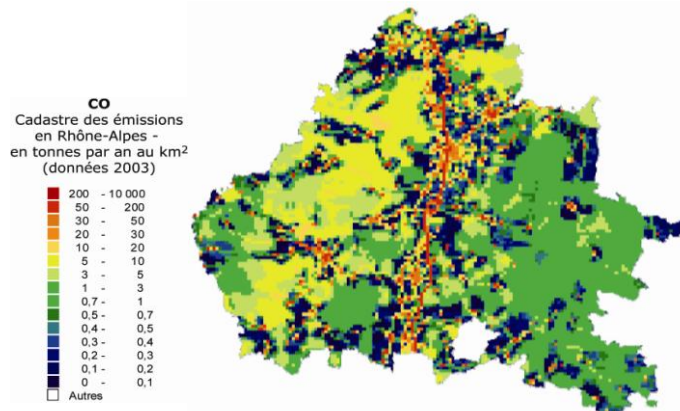 CO
Cadastre des émissions
en Rhône-Alpes -
en tonnes par an au km²
(données 2003)
200 - 10 000
50 - 200
30 - 50
20 - 30
10 - 20
5 - 10
3 - 5
1 - 3
0,7 - 1
0,5 - 0,7
0,4 - 0,5
0,3 - 0,4
0,2 - 0,3
0,1 - 0,2
0 - 0,1
Autres